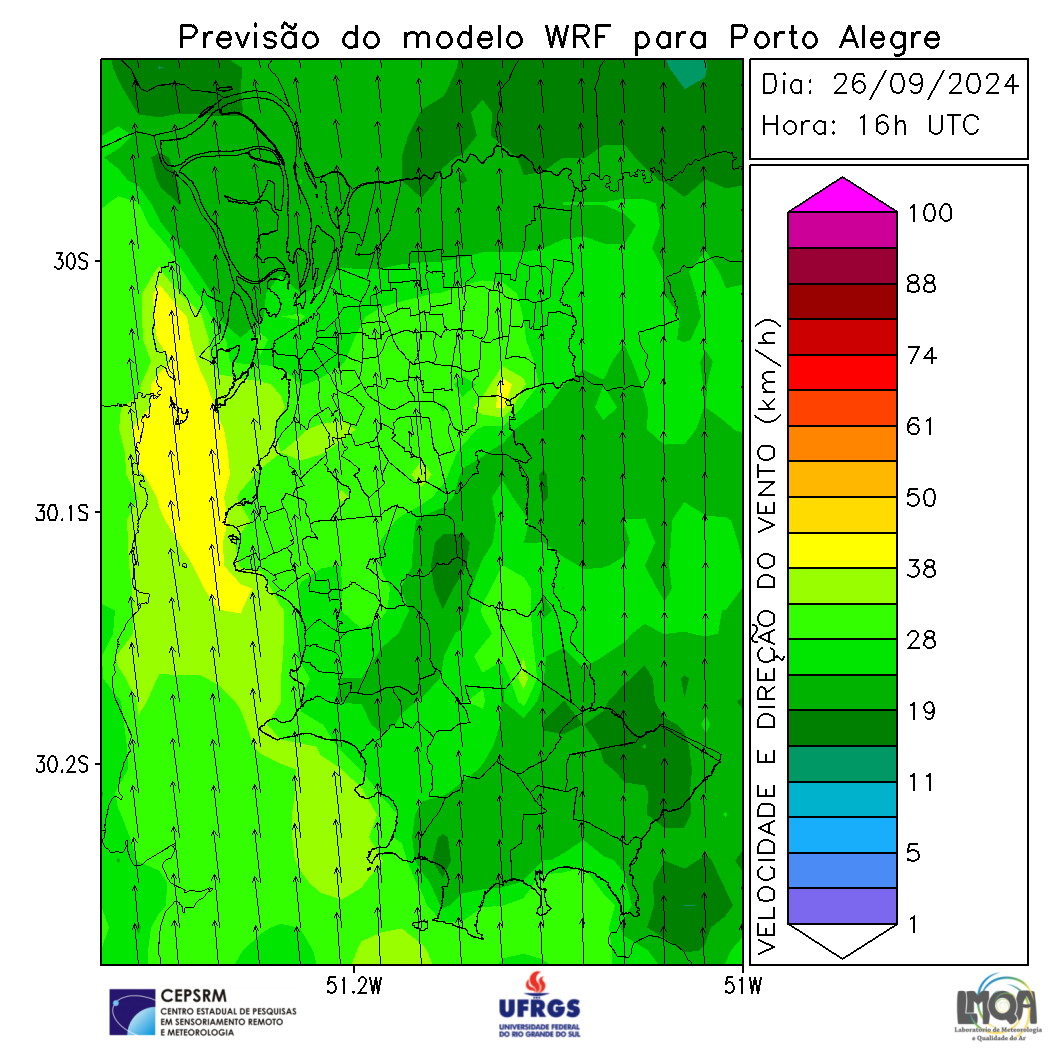 Previsão do modelo WRF para Porto Alegre
Dia: 26/09/2024
Hora: 16h UTC
30S
30.1S
30.2S
51.2W
51W
VELOCIDADE E DIREÇÃO DO VENTO (km/h)
100
88
74
61
50
38
28
19
11
5
1
CEPSRM
CENTRO ESTADUAL DE PESQUISAS
EM SENSORIAMENTO REMOTO
E METEOROLOGIA
UFRGS
UNIVERSIDADE FEDERAL
DO RIO GRANDE DO SUL
LMQA
Laboratório de Meteorologia
e Qualidade do Ar